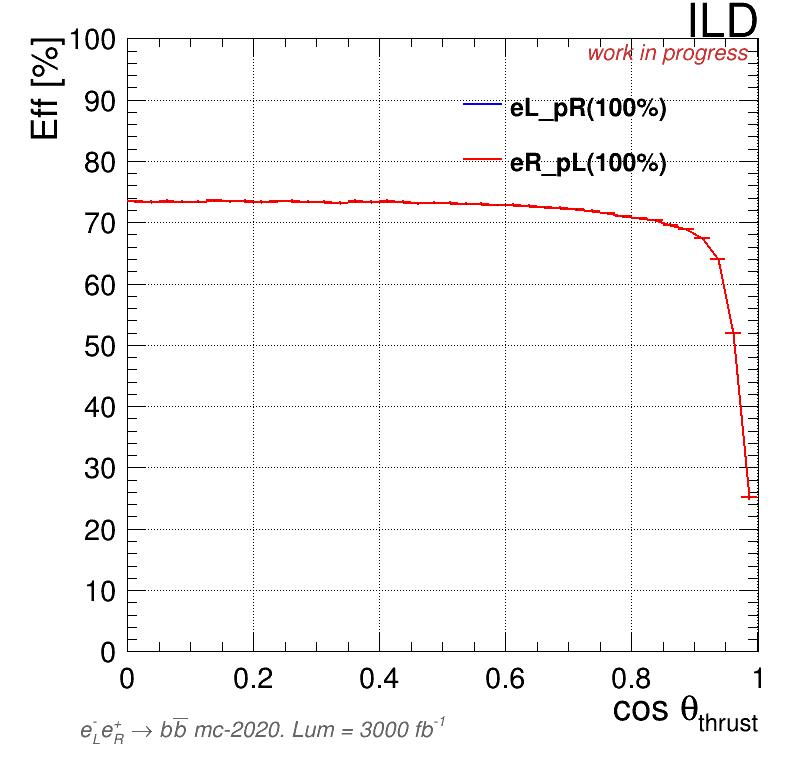 ILD
work in progress
Eff [%]
100
90
80
70
60
50
40
30
20
10
0
eL_pR(100%)
eR_pL(100%)
0 0.2 0.4 0.6 0.8 1
cos θthrust
e-Le+R → bb̅ mc-2020. Lum = 3000 fb-1